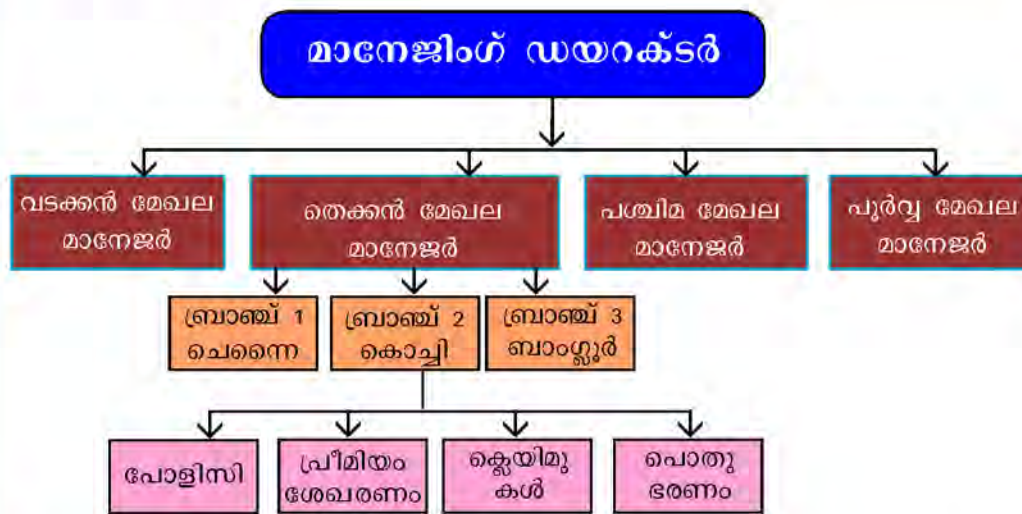 മാനേജിംഗ് ഡയറക്ടർ
വടക്കൻ മേഖല
മാനേജർ
തെക്കൻ മേഖല
മാനേജർ
പശ്ചിമ മേഖല
മാനേജർ
പൂർവ്വ മേഖല
മാനേജർ
ബ്രാഞ്ച് 1
ചെന്നൈ
ബ്രാഞ്ച് 2
കൊച്ചി
ബ്രാഞ്ച് 3
ബാംഗ്ലൂർ
പോളിസി
പ്രീമിയം
ശേഖരണം
ക്ലെയിമു
കൾ
പൊതു
ഭരണം